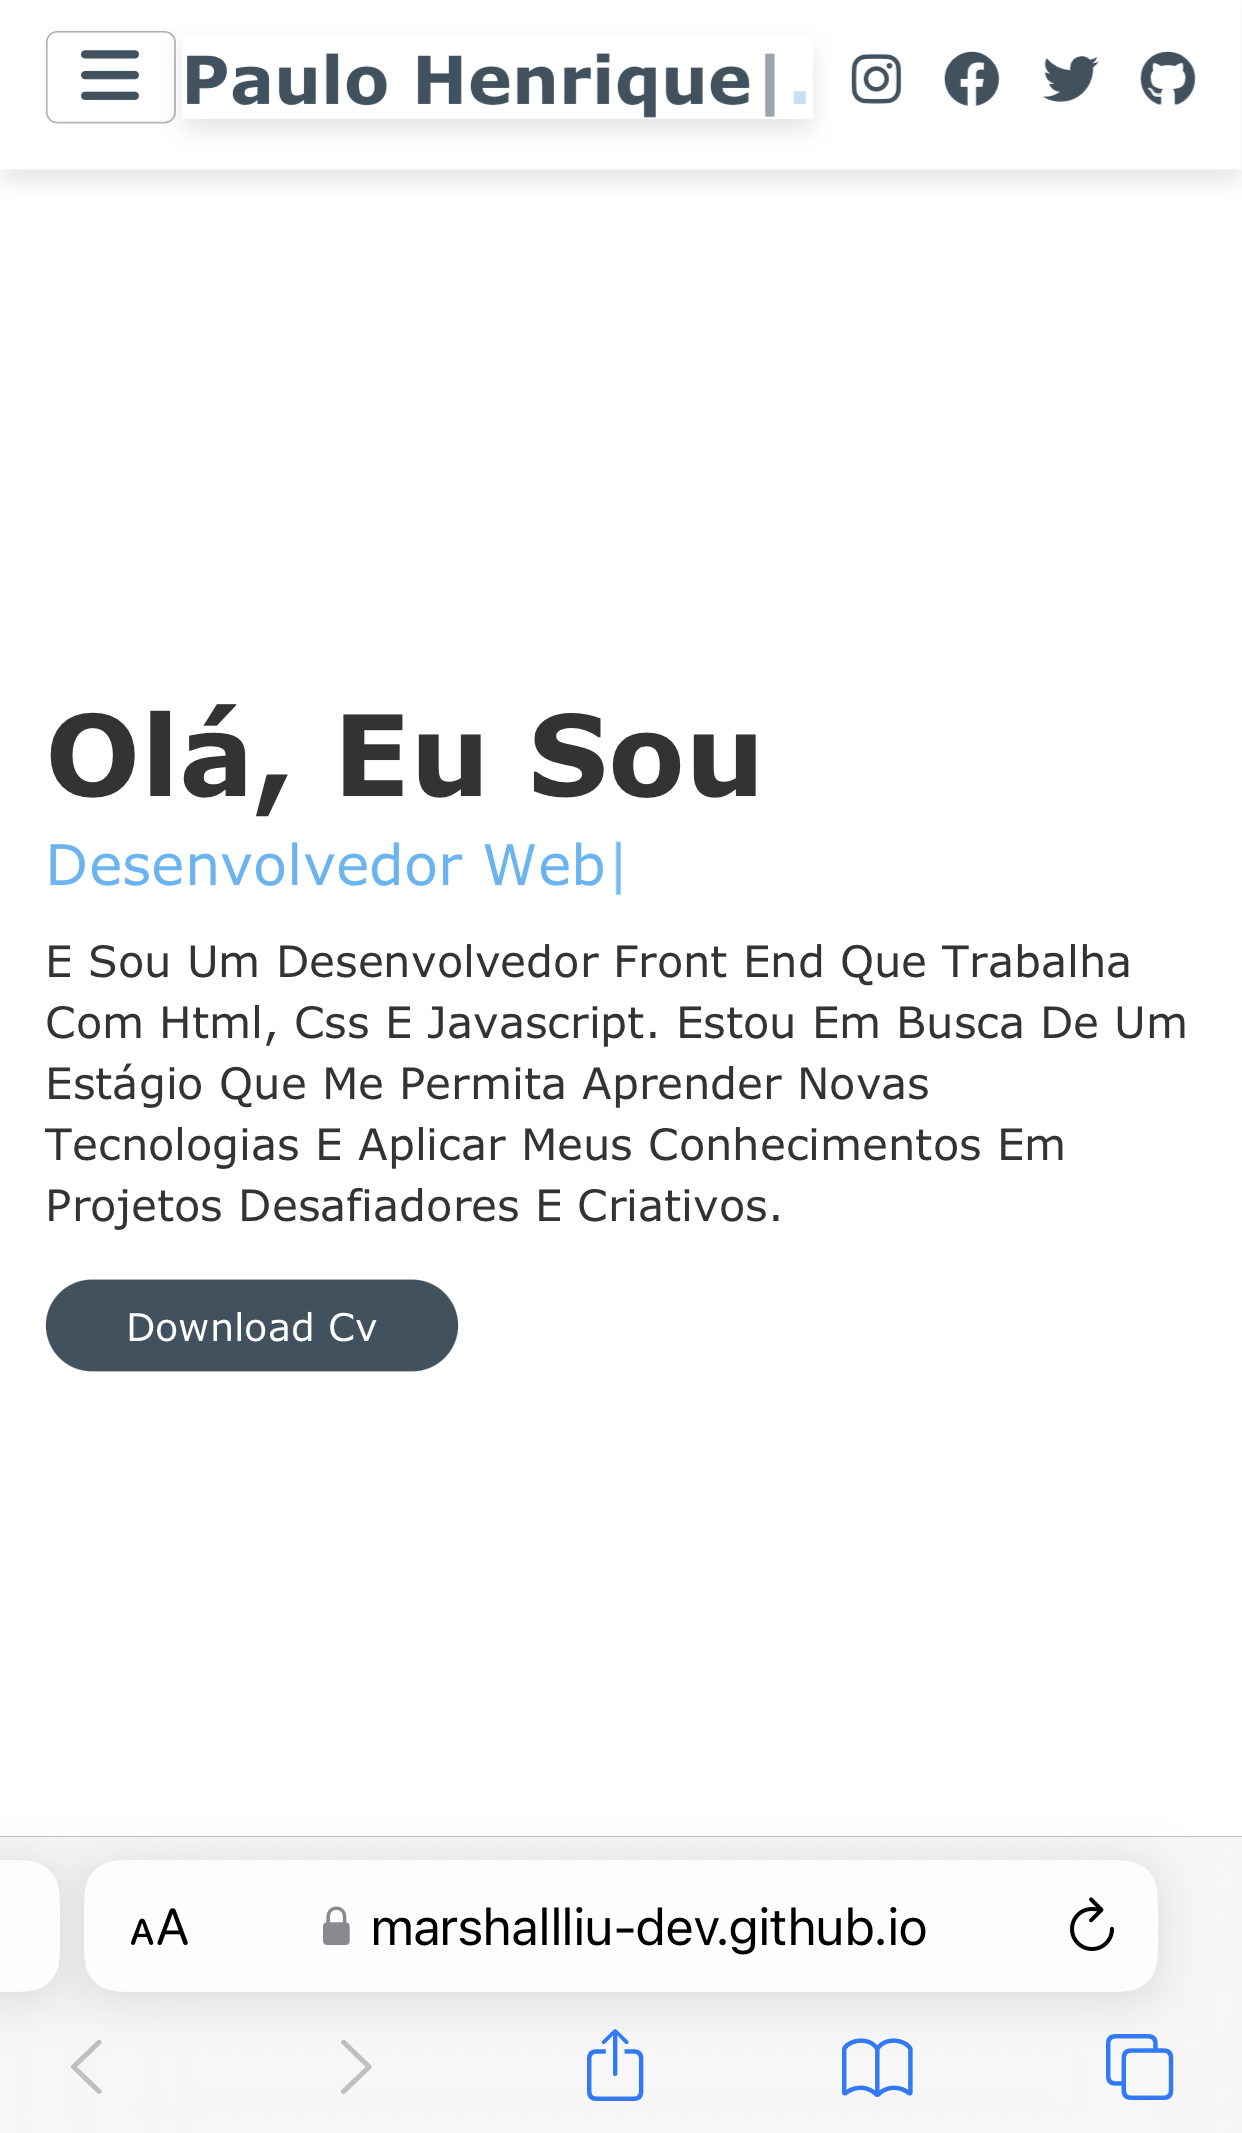 Paulo Henrique|.
Olá, Eu Sou
Desenvolvedor Web|
E Sou Um Desenvolvedor Front End Que Trabalha
Com Html, Css E Javascript. Estou Em Busca De Um
Estágio Que Me Permita Aprender Novas
Tecnologias E Aplicar Meus Conhecimentos Em
Projetos Desafiadores E Criativos.
Download Cv
AA marshallliu-dev.github.io